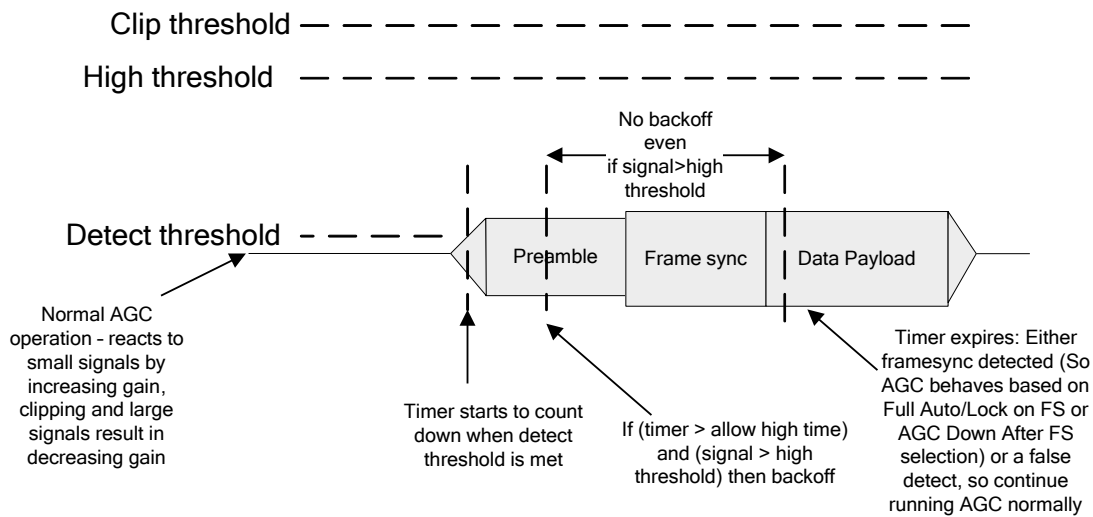 Clip threshold
High threshold
No backoff
even
if signal>high
threshold
Detect threshold
Preamble
Frame sync
Data Payload
Normal AGC
operation - reacts to
small signals by
increasing gain,
clipping and large
signals result in
decreasing gain
Timer starts to count
down when detect
threshold is met
If (timer > allow high time)
and (signal > high
threshold) then backoff
Timer expires: Either
framesync detected (So
AGC behaves based on
Full Auto/Lock on FS or
AGC Down After FS
selection) or a false
detect, so continue
running AGC normally